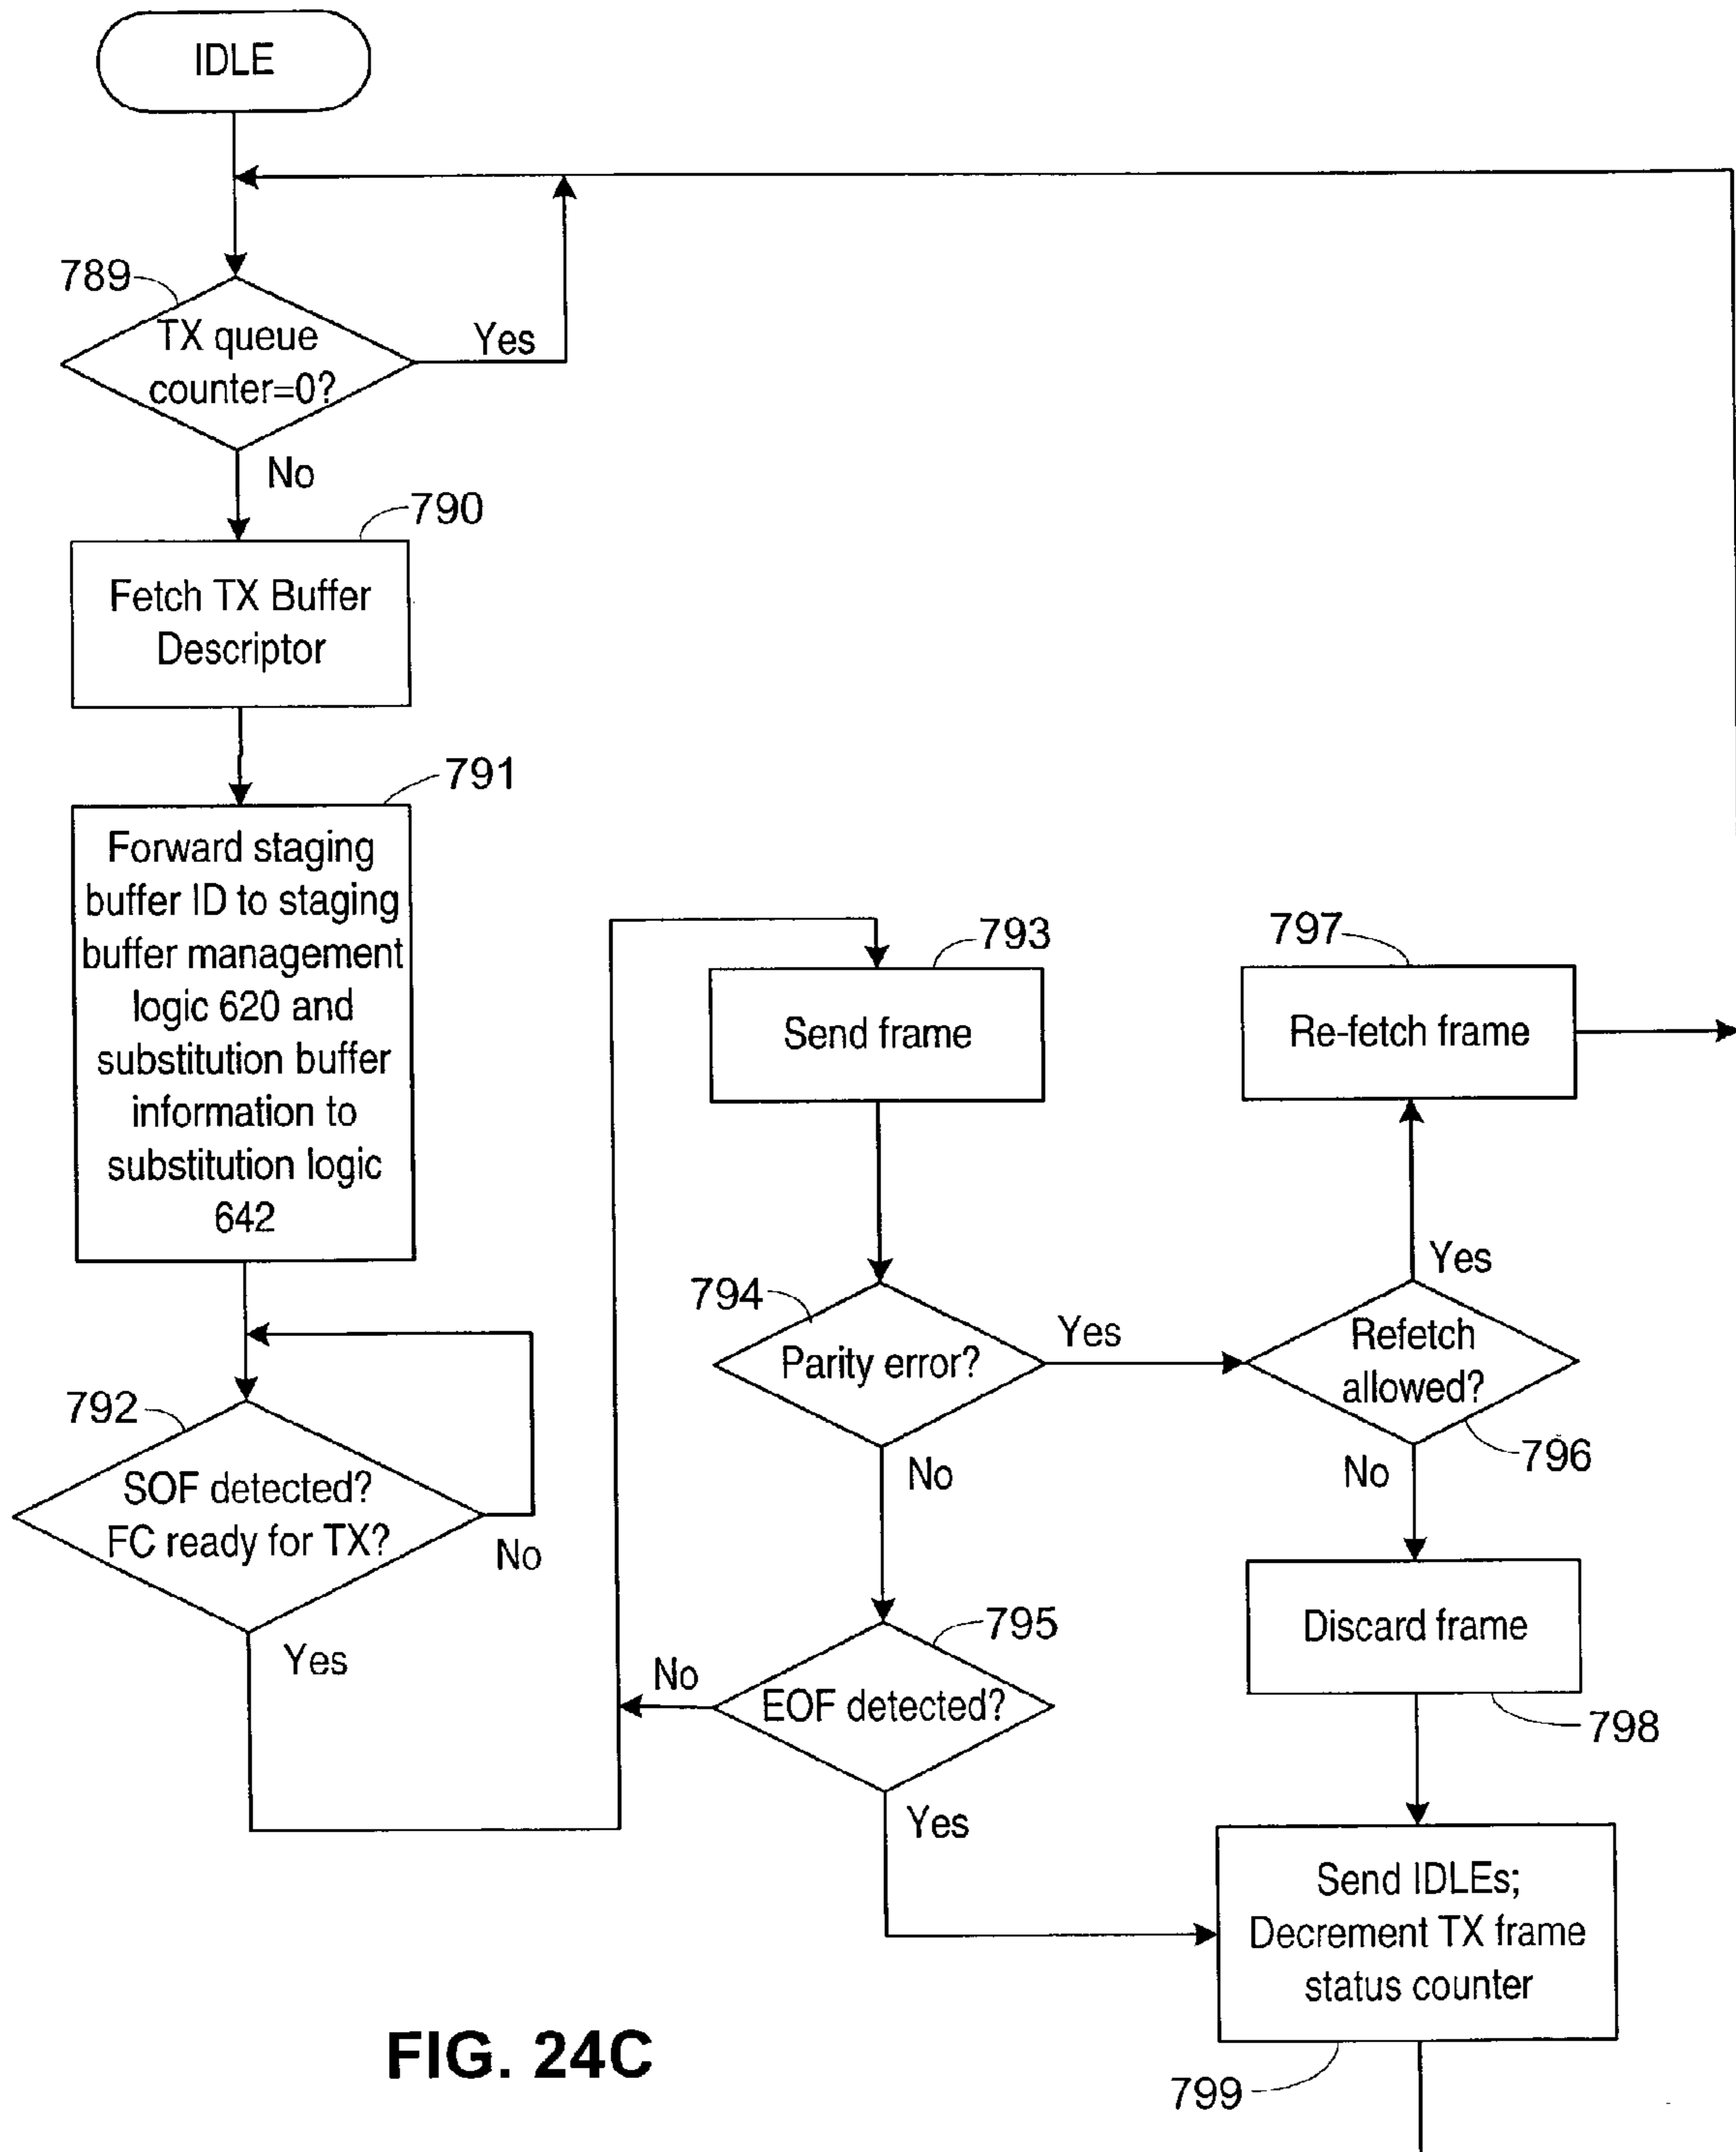 IDLE
789
TX queue
counter=0?
Yes
No
790
Fetch TX Buffer
Descriptor
791
Forward staging
buffer ID to staging
buffer management
logic 620 and
substitution buffer
information to
substitution logic
642
792
SOF detected?
FC ready for TX?
No
Yes
793
Send frame
794
Parity error?
Yes
No
795
EOF detected?
No
Yes
797
Re-fetch frame
Yes
Refetch
allowed?
796
No
Discard frame
798
Send IDLEs;
Decrement TX frame
status counter
799
FIG. 24C